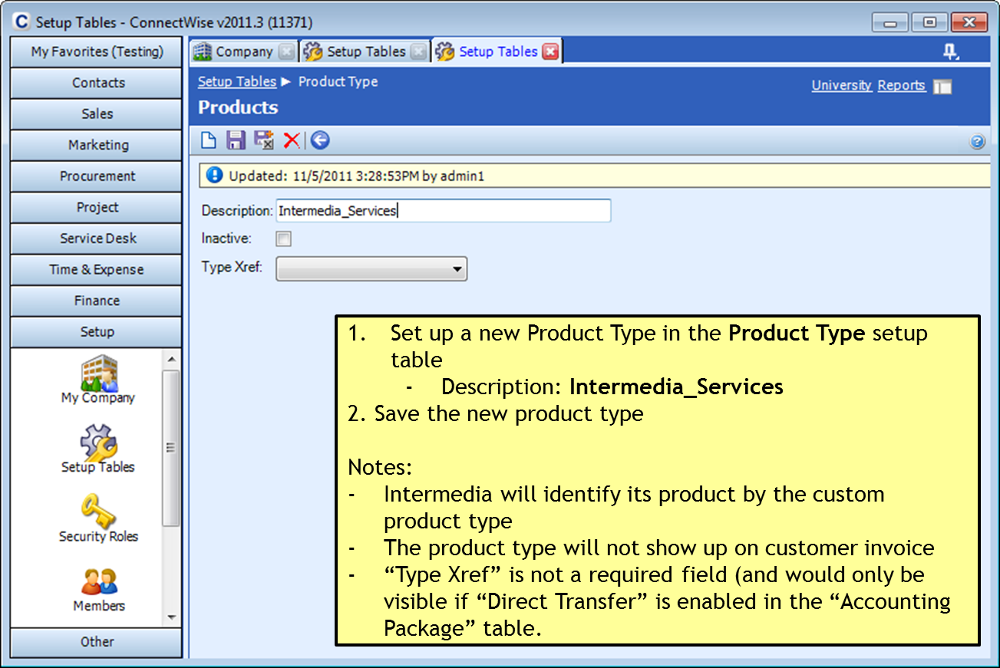 C Setup Tables - ConnectWise v2011.3 (11371)
My Favorites (Testing)
Contacts
Sales
Marketing
Procurement
Project
Service Desk
Time & Expense
Finance
Setup
My Company
Setup Tables
Security Roles
Members
Other
Company
Setup Tables
Setup Tables
Setup Tables ► Product Type
University Reports
Products
Updated: 11/5/2011 3:28:53PM by admin1
Description: Intermedia_Services
Inactive:
Type Xref:
1. Set up a new Product Type in the Product Type setup
table
- Description: Intermedia_Services
2. Save the new product type
Notes:
- Intermedia will identify its product by the custom
product type
- The product type will not show up on customer invoice
- “Type Xref” is not a required field (and would only be
visible if “Direct Transfer” is enabled in the “Accounting
Package” table.